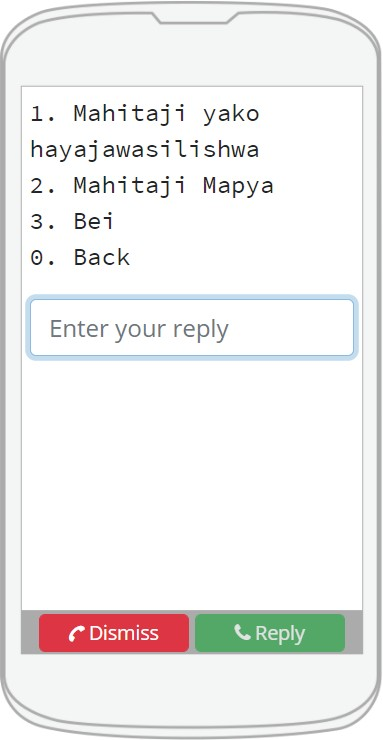 1. Mahitaji yako
hayajawasilishwa
2. Mahitaji Mapya
3. Bei
0. Back
Enter your reply
Dismiss
Reply